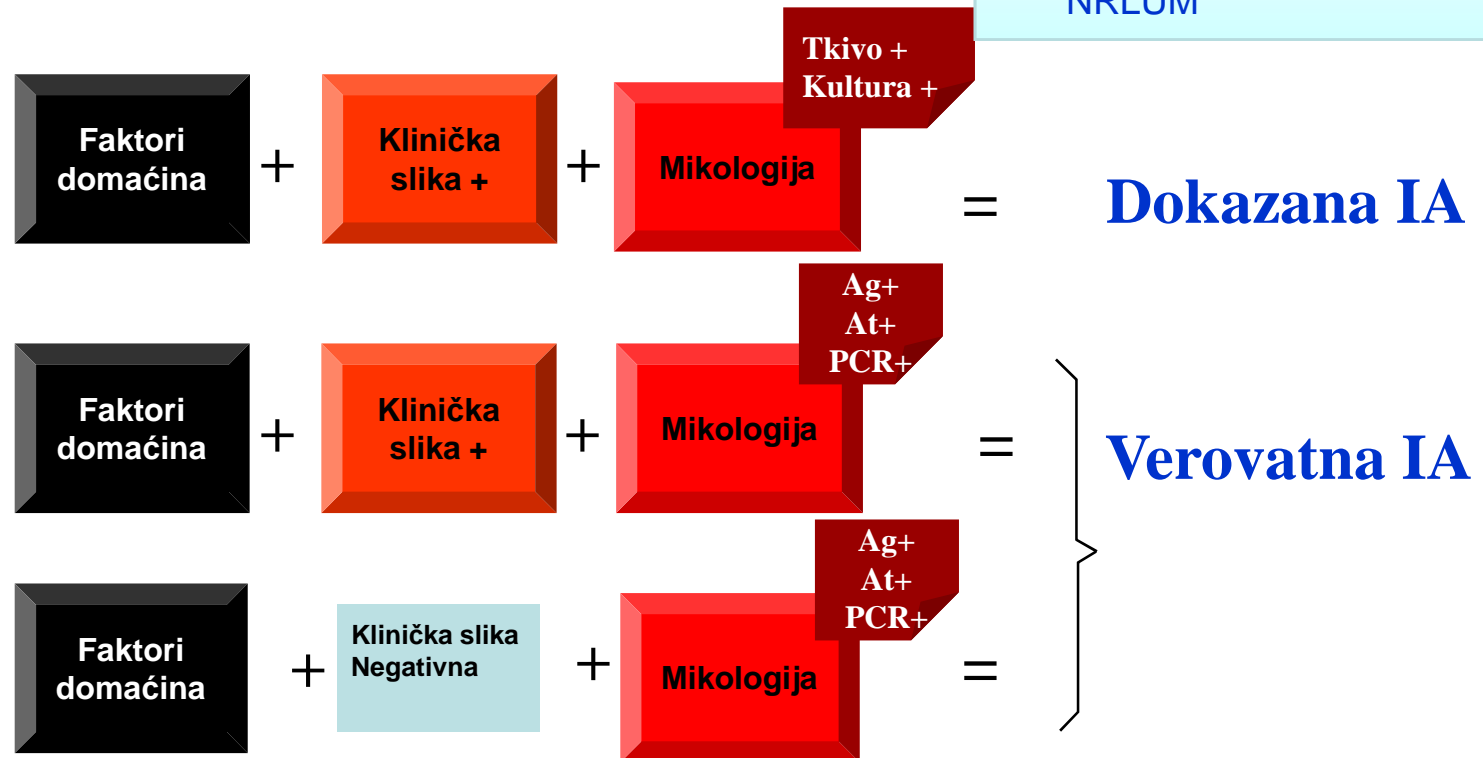 NRLUM
Tkivo +
Kultura +
Faktori
domaćina
+
Klinička
slika +
+
Mikologija
=
Dokazana IA
Ag+
At+
PCR+
Faktori
domaćina
+
Klinička
slika +
+
Mikologija
=
Verovatna IA
Ag+
At+
PCR+
Faktori
domaćina
+
Klinička slika
Negativna
+
Mikologija
=